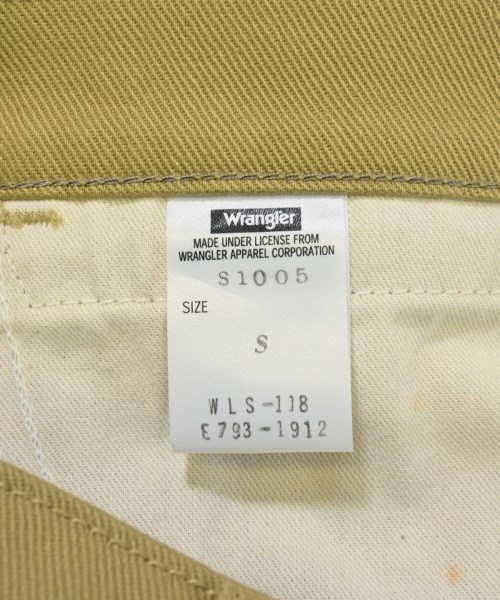 Wrangler
MADE UNDER LICENSE FROM
WRANGLER APPAREL CORPORATION
S1005
SIZE
S
WLS-118
E793-1912